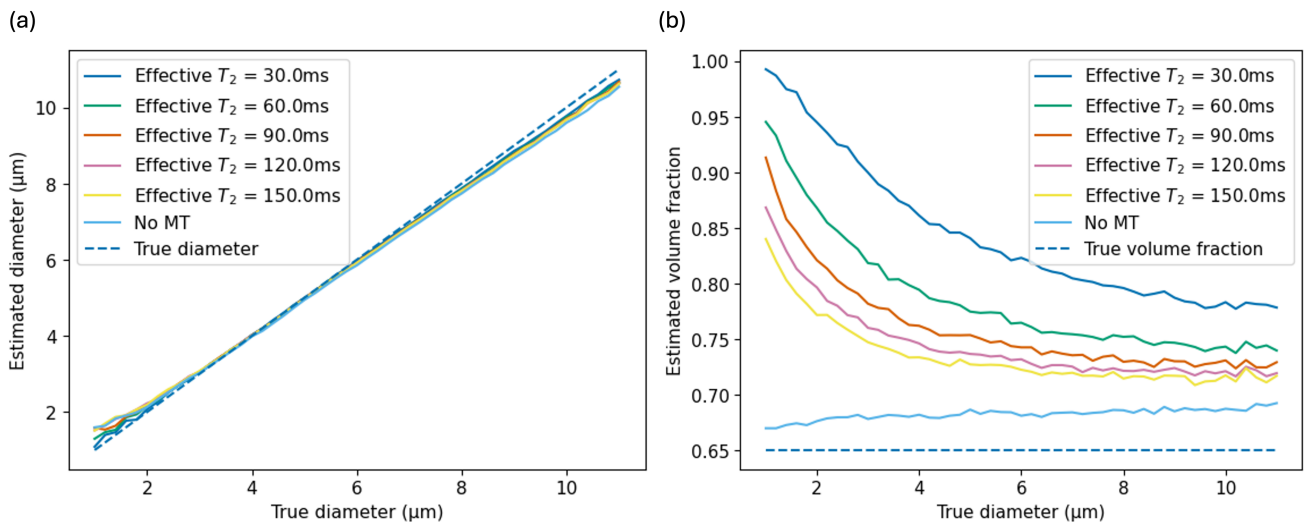 (a)
Estimated diameter (μm)
10
8
6
4
2
Effective T₂ = 30.0ms
Effective T₂ = 60.0ms
Effective T₂ = 90.0ms
Effective T₂ = 120.0ms
Effective T₂ = 150.0ms
No MT
True diameter
2 4 6 8 10
True diameter (μm)
(b)
Estimated volume fraction
1.00
0.95
0.90
0.85
0.80
0.75
0.70
0.65
Effective T₂ = 30.0ms
Effective T₂ = 60.0ms
Effective T₂ = 90.0ms
Effective T₂ = 120.0ms
Effective T₂ = 150.0ms
No MT
True volume fraction
2 4 6 8 10
True diameter (μm)